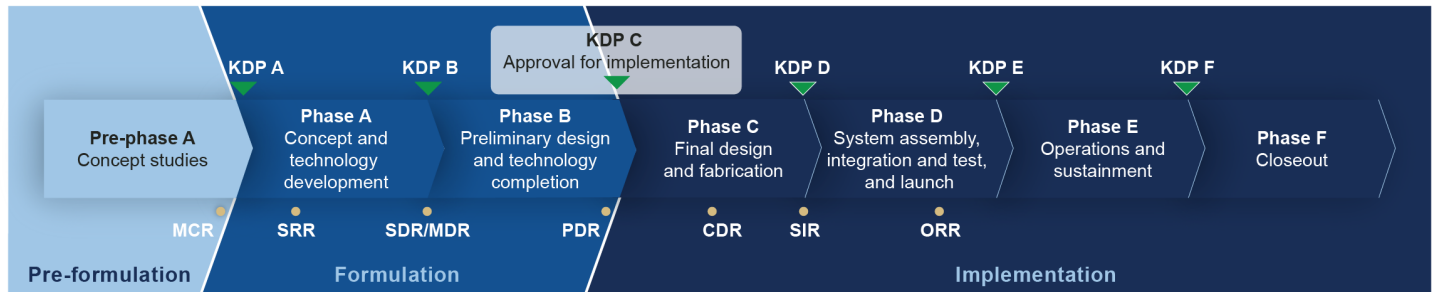 KDP C
Approval for implementation
KDP A
KDP B
KDP D
KDP E
KDP F
Pre-phase A
Concept studies
Phase A
Concept and
technology
development
Phase B
Preliminary design
and technology
completion
Phase C
Final design
and fabrication
Phase D
System assembly,
integration and test,
and launch
Phase E
Operations and
sustainment
Phase F
Closeout
MCR
SRR
SDR/MDR
PDR
CDR
SIR
ORR
Pre-formulation
Formulation
Implementation